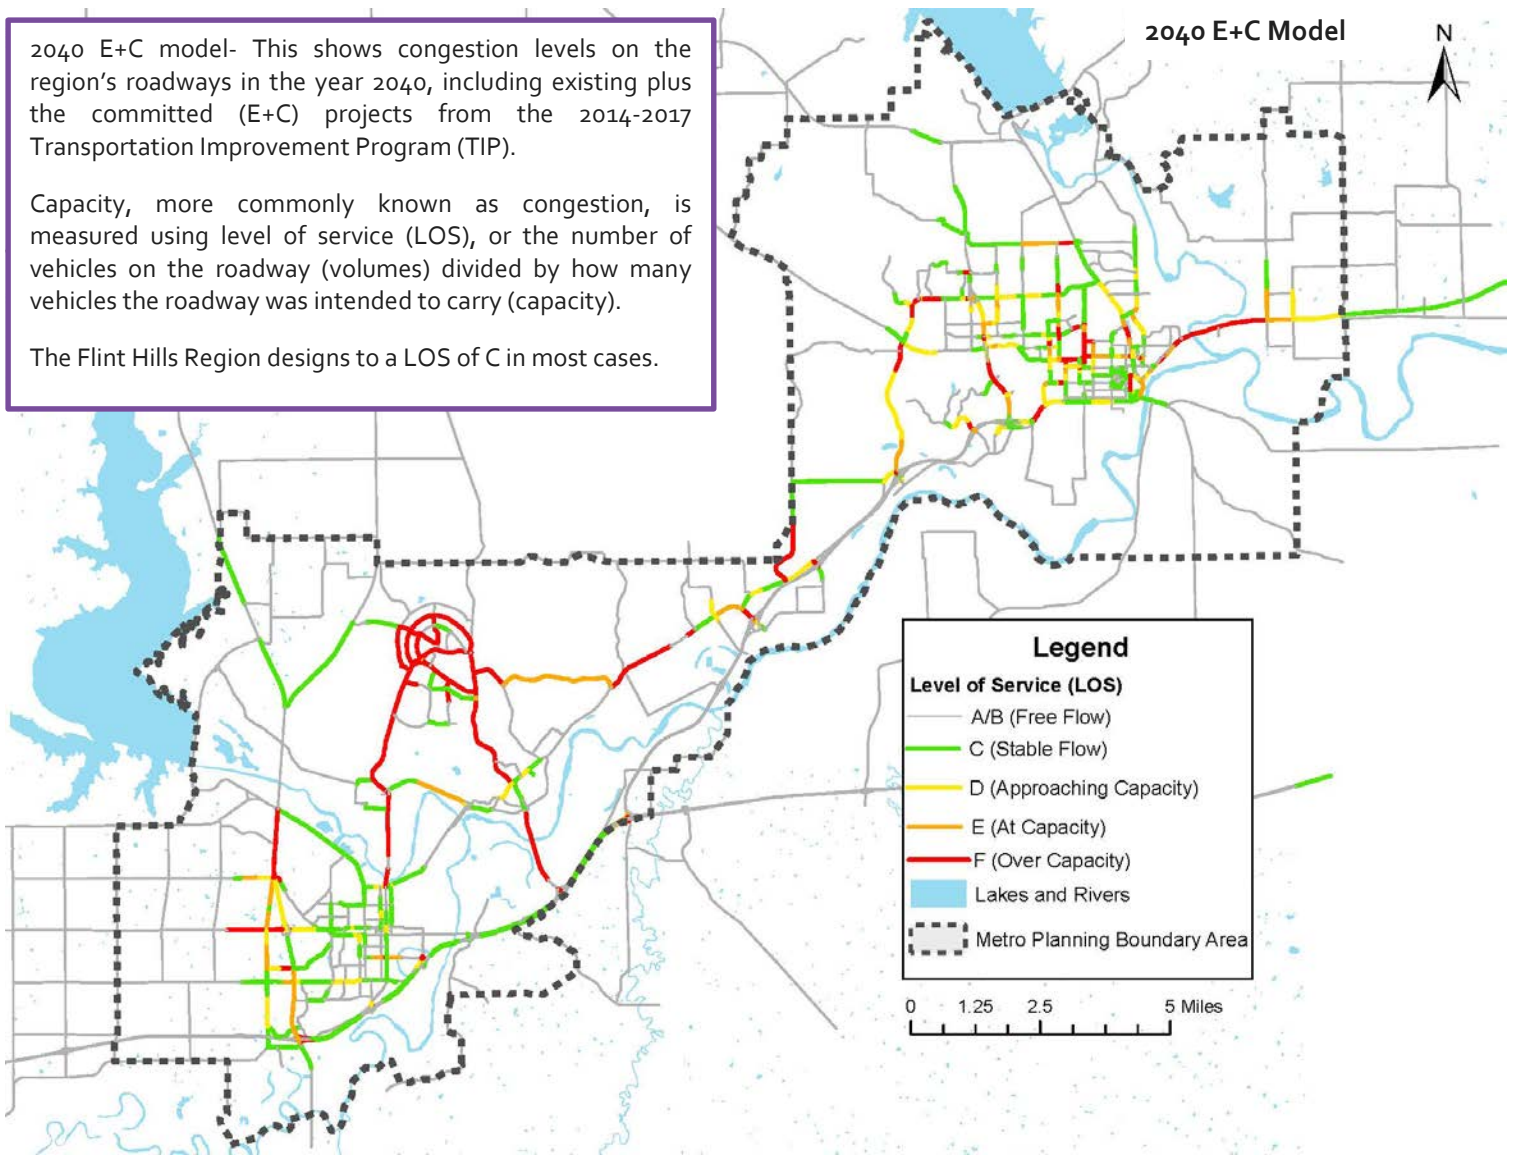 2040 E+C model- This shows congestion levels on the
region's roadways in the year 2040, including existing plus
the committed (E+C) projects from the 2014-2017
Transportation Improvement Program (TIP).
Capacity, more commonly known as congestion, is
measured using level of service (LOS), or the number of
vehicles on the roadway (volumes) divided by how many
vehicles the roadway was intended to carry (capacity).
The Flint Hills Region designs to a LOS of C in most cases.
2040 E+C Model
N
Legend
Level of Service (LOS)
A/B (Free Flow)
C (Stable Flow)
D (Approaching Capacity)
E (At Capacity)
F (Over Capacity)
Lakes and Rivers
Metro Planning Boundary Area
0 1.25 2.5 5 Miles